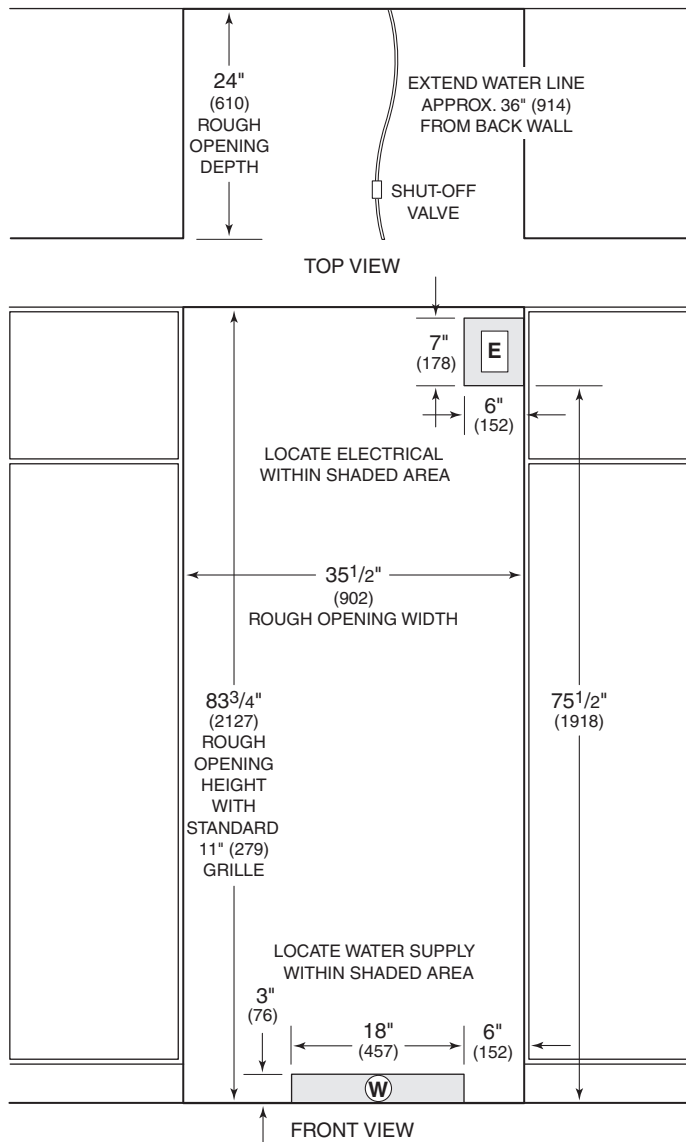 24"
(610)
ROUGH
OPENING
DEPTH
EXTEND WATER LINE
APPROX. 36" (914)
FROM BACK WALL
SHUT-OFF
VALVE
TOP VIEW
7"
(178)
E
6"
(152)
LOCATE ELECTRICAL
WITHIN SHADED AREA
35 1/2"
(902)
ROUGH OPENING WIDTH
83 3/4"
(2127)
ROUGH
OPENING
HEIGHT
WITH
STANDARD
11" (279)
GRILLE
75 1/2"
(1918)
LOCATE WATER SUPPLY
WITHIN SHADED AREA
3"
(76)
18"
(457)
6"
(152)
W
FRONT VIEW